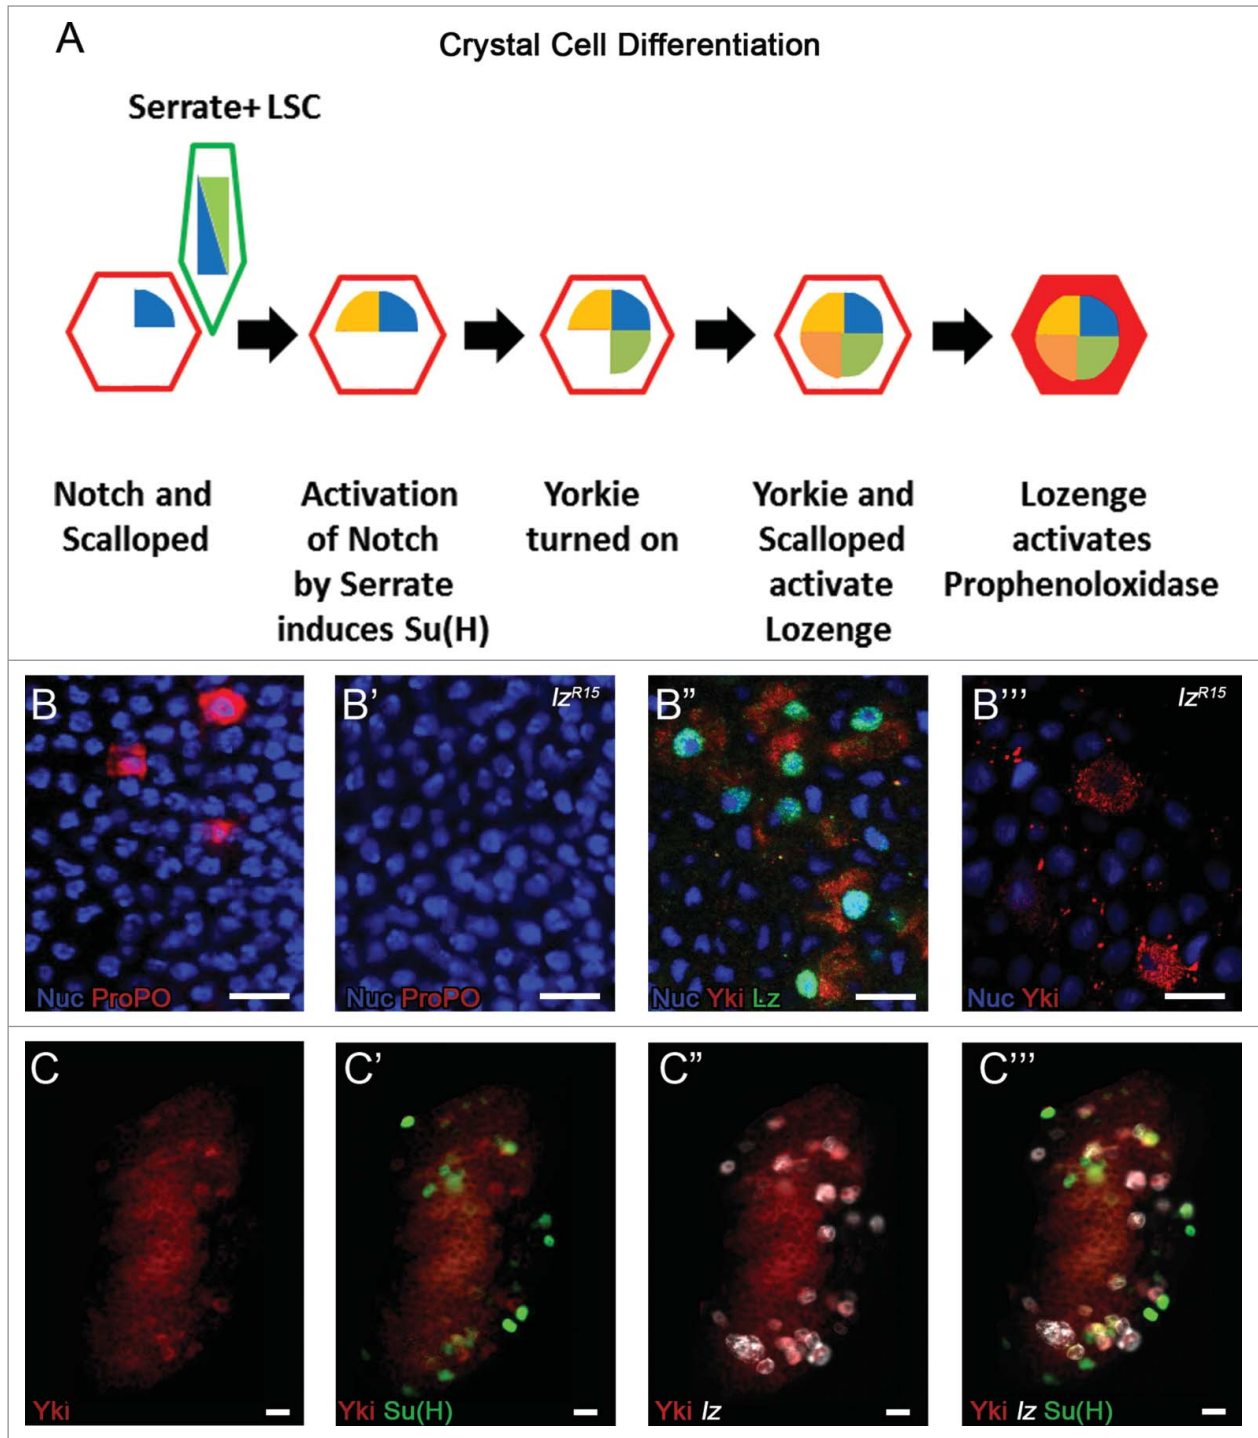 A
Crystal Cell Differentiation
Serrate+ LSC
Notch and
Scalloped
Activation
of Notch
by Serrate
induces Su(H)
Yorkie
turned on
Yorkie and
Scalloped
activate
Lozenge
Lozenge
activates
Prophenoloxidase
B
Nuc ProPO
B’
lzR15
Nuc ProPO
B”
Nuc Yki Lz
B’’’
lzR15
Nuc Yki
C
Yki
C’
Yki Su(H)
C”
Yki lz
C’’’
Yki lz Su(H)